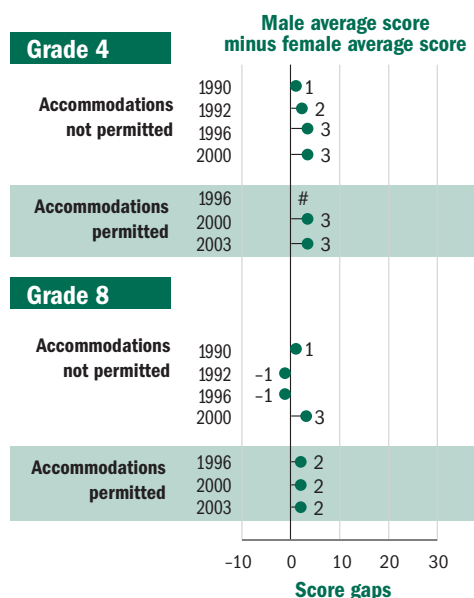 Male average score
minus female average score
Grade 4
Accommodations
not permitted
1990 1
1992 2
1996 3
2000 3
Accommodations
permitted
1996 #
2000 3
2003 3
Grade 8
Accommodations
not permitted
1990 1
1992 –1
1996 –1
2000 3
Accommodations
permitted
1996 2
2000 2
2003 2
–10 0 10 20 30
Score gaps